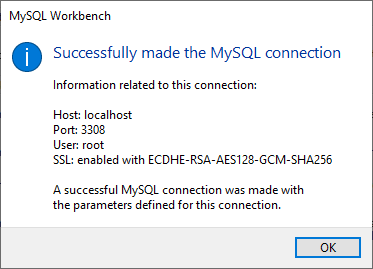 MySQL Workbench
Successfully made the MySQL connection
Information related to this connection:
Host: localhost
Port: 3308
User: root
SSL: enabled with ECDHE-RSA-AES128-GCM-SHA256
A successful MySQL connection was made with
the parameters defined for this connection.
OK